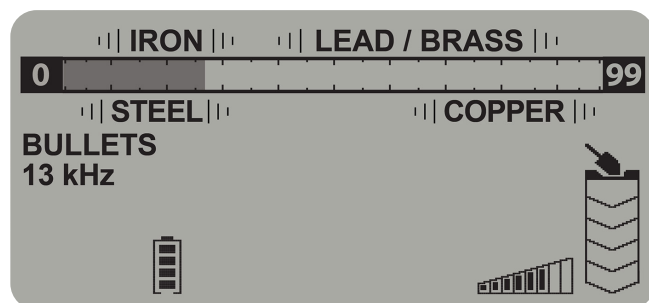 IRON LEAD / BRASS
0 99
STEEL COPPER
BULLETS
13 kHz